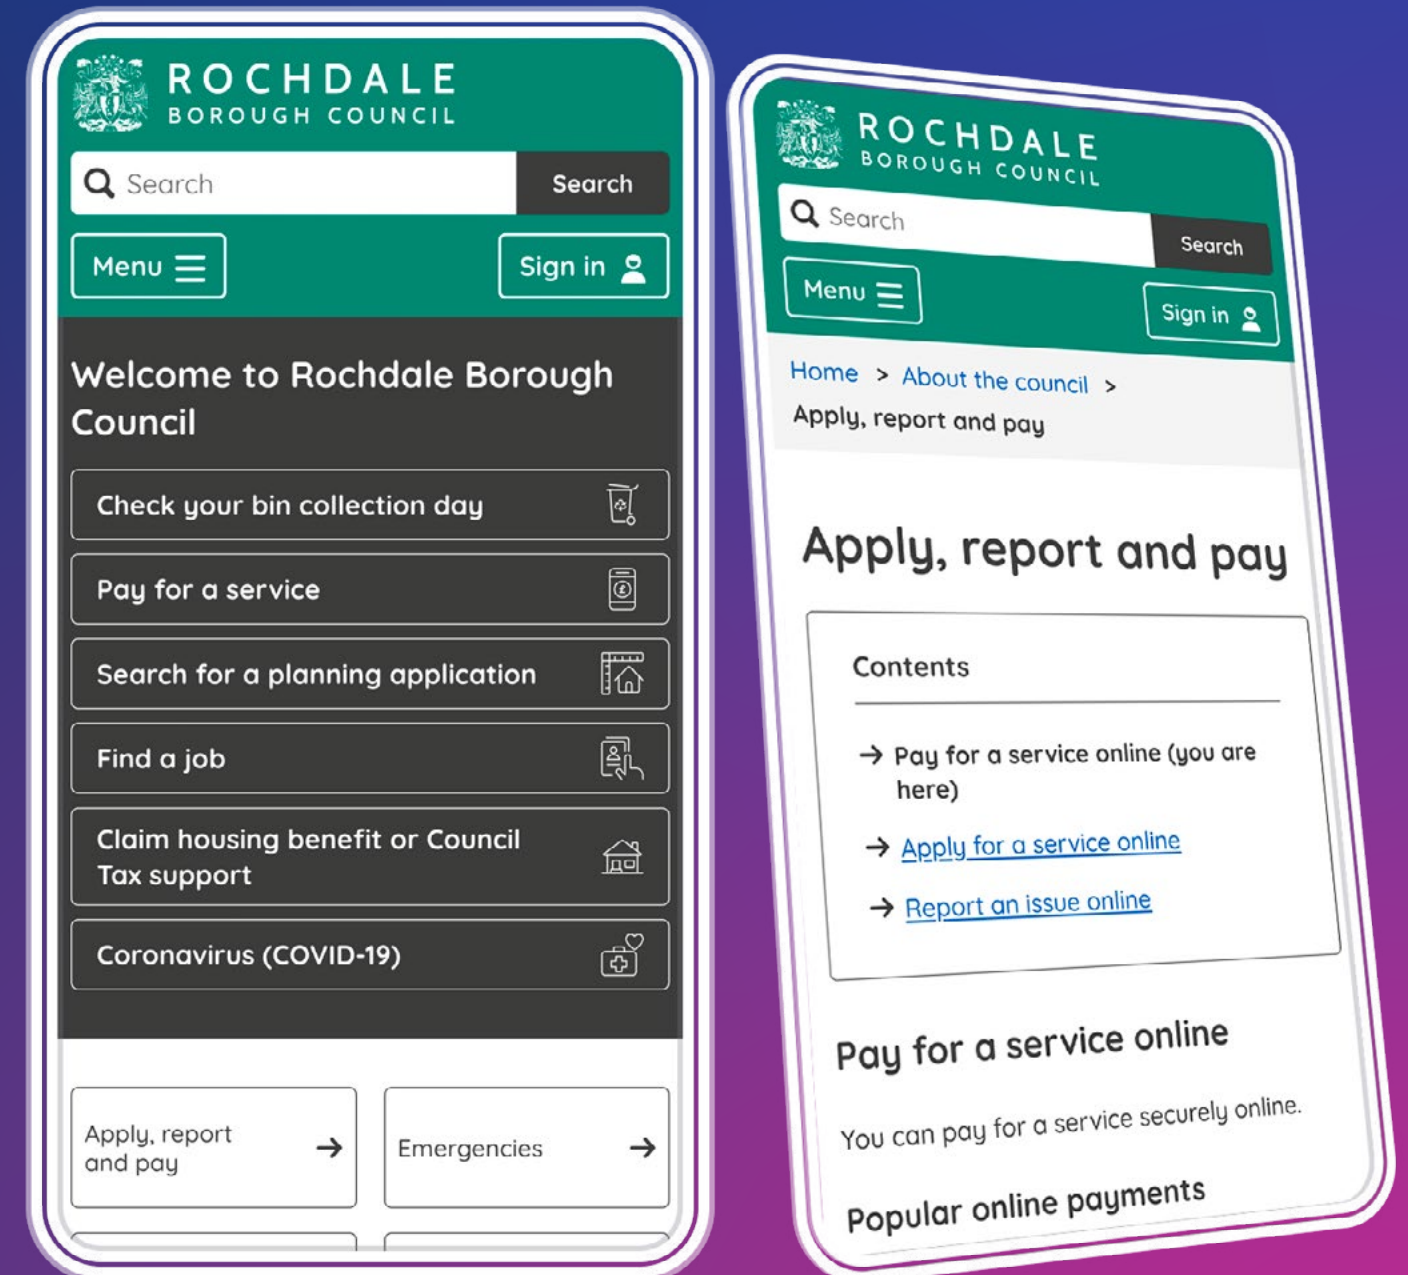 ROCHDALE
BOROUGH COUNCIL
Search
Search
Menu
Sign in
Welcome to Rochdale Borough
Council
Check your bin collection day
Pay for a service
Search for a planning application
Find a job
Claim housing benefit or Council
Tax support
Coronavirus (COVID-19)
Apply, report
and pay
Emergencies
ROCHDALE
BOROUGH COUNCIL
Search
Search
Menu
Sign in
Home > About the council >
Apply, report and pay
Apply, report and pay
Contents
Pay for a service online (you are
here)
Apply for a service online
Report an issue online
Pay for a service online
You can pay for a service securely online.
Popular online payments